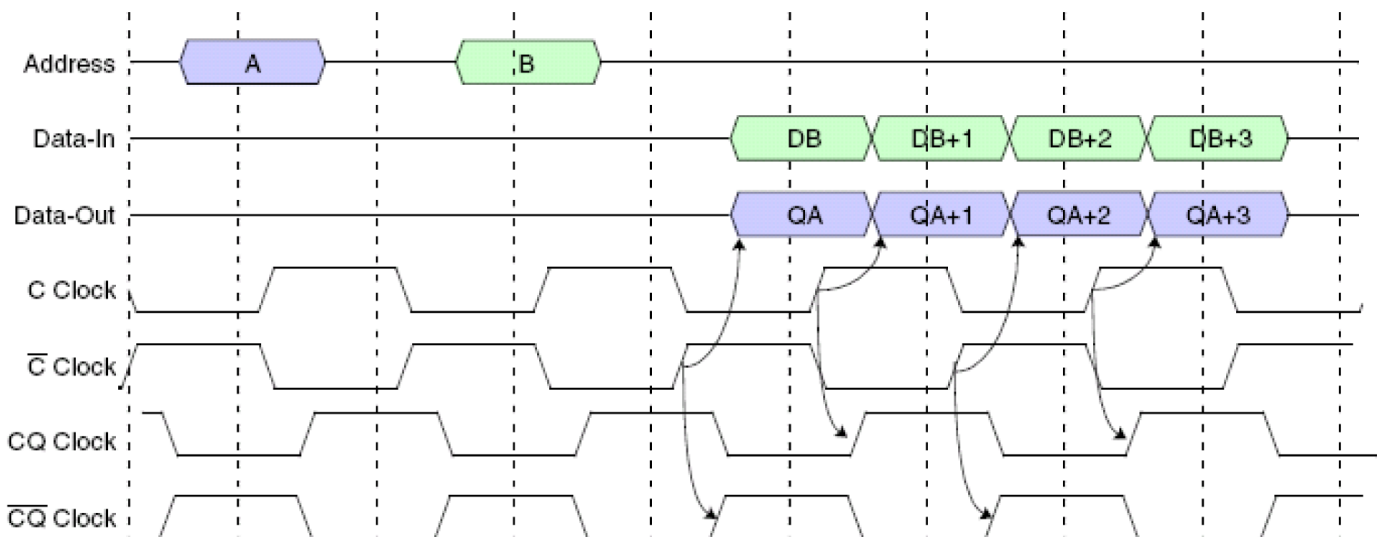 Address A B
Data-In DB DB+1 DB+2 DB+3
Data-Out QA QA+1 QA+2 QA+3
C Clock
C̅ Clock
CQ Clock
C̅Q̅ Clock